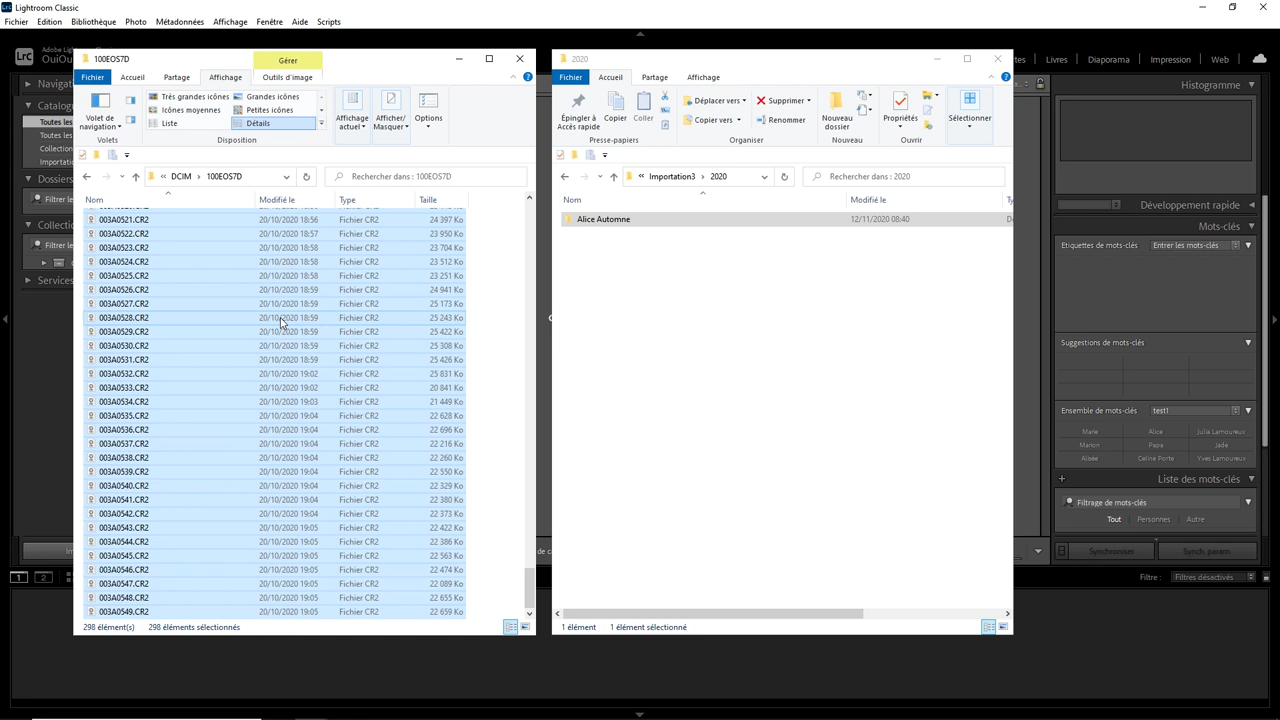 Lightroom Classic
Fichier Edition Bibliothèque Photo Métadonnées Affichage Fenêtre Aide Scripts
Lrc
Livres Diaporama Impression Web
100EOS7D
Gérer
Fichier Accueil Partage Affichage Outils d'image
Volet de navigation
Très grandes icônes Grandes icônes
Icônes moyennes Petites icônes
Liste Détails
Affichage actuel
Afficher/ Masquer
Options
Volets Disposition
DCIM 100EOS7D
Rechercher dans : 100EOS7D
Nom Modifié le Type Taille
003A0521.CR2 20/10/2020 18:56 Fichier CR2 24 397 Ko
003A0522.CR2 20/10/2020 18:57 Fichier CR2 23 950 Ko
003A0523.CR2 20/10/2020 18:58 Fichier CR2 23 704 Ko
003A0524.CR2 20/10/2020 18:58 Fichier CR2 23 512 Ko
003A0525.CR2 20/10/2020 18:58 Fichier CR2 23 251 Ko
003A0526.CR2 20/10/2020 18:59 Fichier CR2 24 941 Ko
003A0527.CR2 20/10/2020 18:59 Fichier CR2 25 173 Ko
003A0528.CR2 20/10/2020 18:59 Fichier CR2 25 243 Ko
003A0529.CR2 20/10/2020 18:59 Fichier CR2 25 422 Ko
003A0530.CR2 20/10/2020 18:59 Fichier CR2 25 308 Ko
003A0531.CR2 20/10/2020 18:59 Fichier CR2 25 426 Ko
003A0532.CR2 20/10/2020 19:02 Fichier CR2 25 831 Ko
003A0533.CR2 20/10/2020 19:02 Fichier CR2 20 841 Ko
003A0534.CR2 20/10/2020 19:03 Fichier CR2 21 449 Ko
003A0535.CR2 20/10/2020 19:04 Fichier CR2 22 628 Ko
003A0536.CR2 20/10/2020 19:04 Fichier CR2 22 696 Ko
003A0537.CR2 20/10/2020 19:04 Fichier CR2 22 216 Ko
003A0538.CR2 20/10/2020 19:04 Fichier CR2 22 260 Ko
003A0539.CR2 20/10/2020 19:04 Fichier CR2 22 550 Ko
003A0540.CR2 20/10/2020 19:04 Fichier CR2 22 329 Ko
003A0541.CR2 20/10/2020 19:04 Fichier CR2 22 380 Ko
003A0542.CR2 20/10/2020 19:04 Fichier CR2 22 373 Ko
003A0543.CR2 20/10/2020 19:05 Fichier CR2 22 422 Ko
003A0544.CR2 20/10/2020 19:05 Fichier CR2 22 386 Ko
003A0545.CR2 20/10/2020 19:05 Fichier CR2 22 563 Ko
003A0546.CR2 20/10/2020 19:05 Fichier CR2 22 474 Ko
003A0547.CR2 20/10/2020 19:05 Fichier CR2 22 089 Ko
003A0548.CR2 20/10/2020 19:05 Fichier CR2 22 655 Ko
003A0549.CR2 20/10/2020 19:05 Fichier CR2 22 659 Ko
298 élément(s) 298 éléments sélectionnés
2020
Fichier Accueil Partage Affichage
Épingler à Accès rapide
Copier
Coller
Déplacer vers Supprimer
Copier vers Renommer
Nouveau dossier
Propriétés
Sélectionner
Presse-papiers Organiser Nouveau Ouvrir
Importation3 2020
Rechercher dans : 2020
Nom Modifié le
Alice Automne 12/11/2020 08:40
1 élément 1 élément sélectionné
Histogramme
Développement rapide
Mots-clés
Etiquettes de mots-clés Entrer les mots-clés
Suggestions de mots-clés
Ensemble de mots-clés test1
Marie Alice Julia Lamoureux
Marion Papa Jade
Albée Celine Porte Yves Lamoureux
Liste des mots-clés
Filtrage de mots-clés
Tout Personnes Autre
Synchroniser Synch. param.
1 2
Filtre : Filtres désactivés